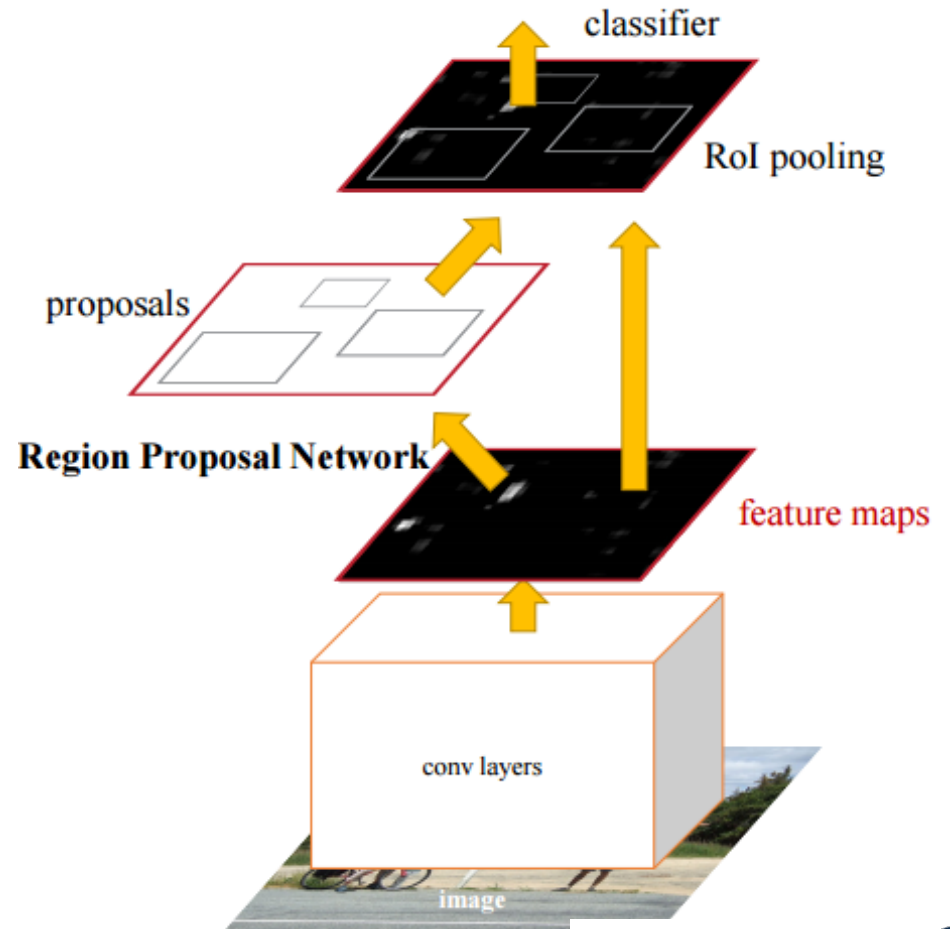 classifier
RoI pooling
proposals
Region Proposal Network
feature maps
conv layers
image